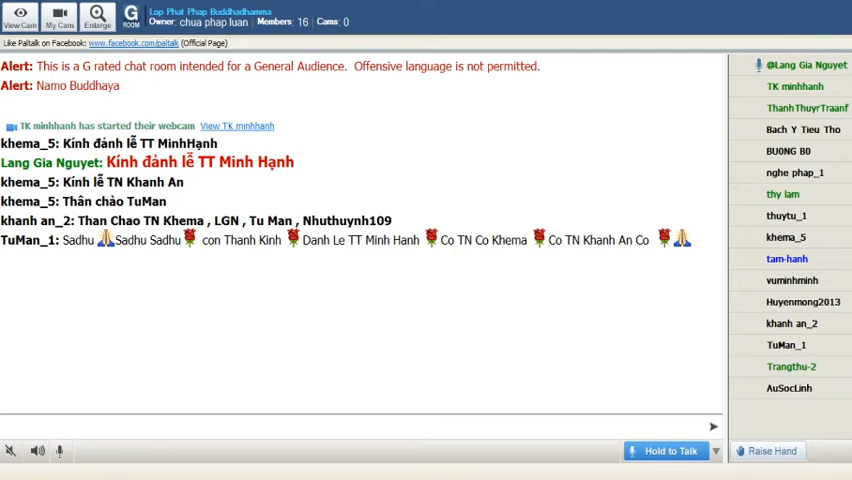 Lop Phat Phap Buddhadhamma
Owner: chua phap luan   Members: 16   Cams: 0
View Cam
My Cam
Enlarge
G
ROOM
Like Paltalk on Facebook: www.facebook.com/paltalk (Official Page)
Alert: This is a G rated chat room intended for a General Audience.  Offensive language is not permitted.
Alert: Namo Buddhaya
TK minhhanh has started their webcam   View TK minhhanh
khema_5: Kính đảnh lễ TT MinhHạnh
Lang Gia Nguyet: Kính đảnh lễ TT Minh Hạnh
khema_5: Kính lễ TN Khanh An
khema_5: Thân chào TuMan
khanh an_2: Than Chao TN Khema , LGN , Tu Man , Nhuthuynh109
TuMan_1: Sadhu Sadhu Sadhu con Thanh Kinh Danh Le TT Minh Hanh Co TN Co Khema Co TN Khanh An Co
@Lang Gia Nguyet
TK minhhanh
ThanhThuyrTraanf
Bach Y Tieu Tho
BUONG BO
nghe phap_1
thy lam
thuytu_1
khema_5
tam-hanh
vuminhminh
Huyenmong2013
khanh an_2
TuMan_1
Trangthu-2
AuSocLinh
Hold to Talk
Raise Hand